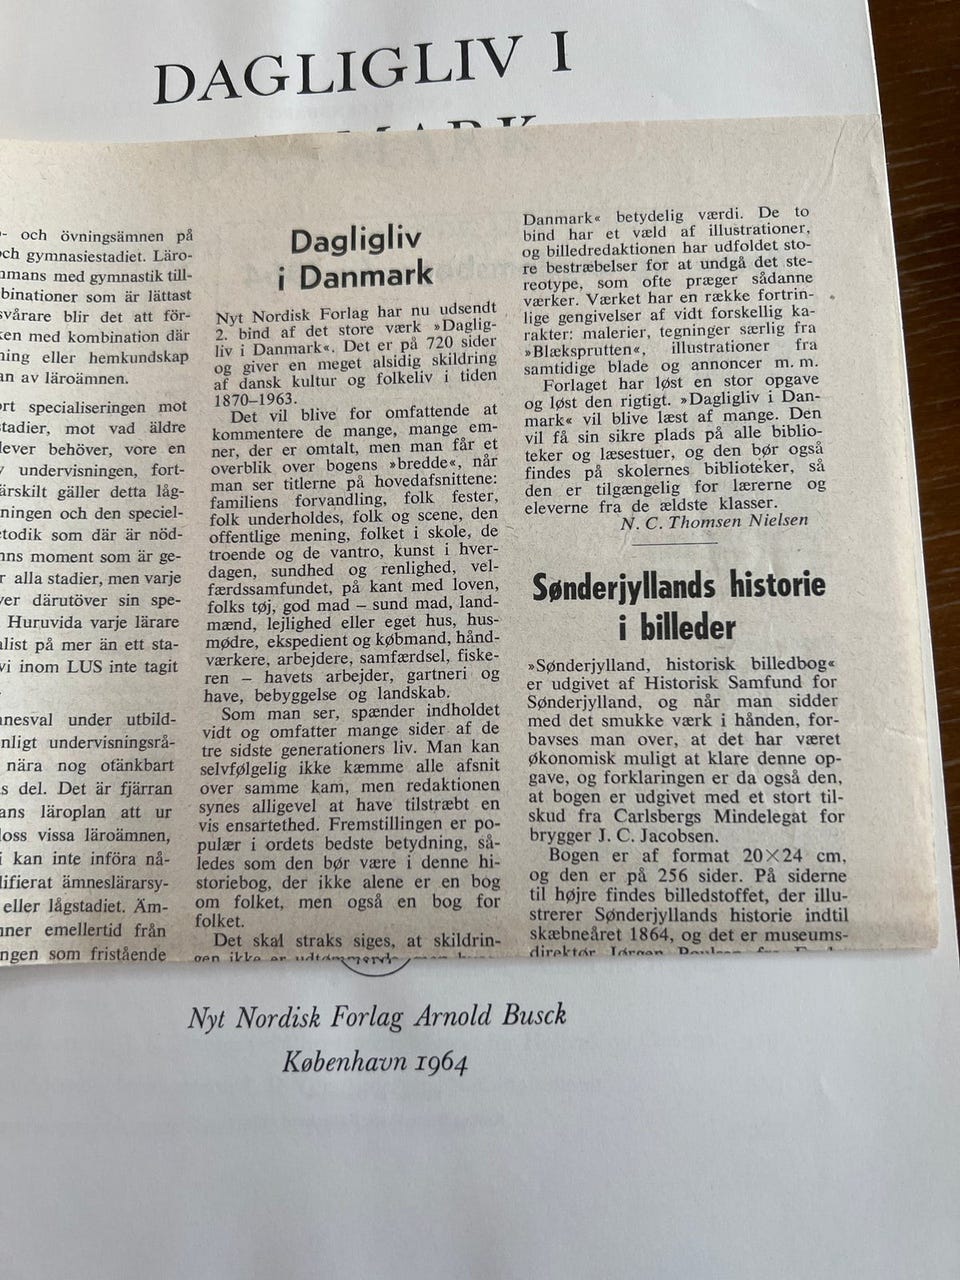 DAGLIGLIV I
- och övningsämnen på
och gymnasiestadiet. Läro-
mans med gymnastik till-
binationer som är lättast
svårare blir det att för-
ken med kombination där
ning eller hemkundskap
an av läroämnen.
ort specialiseringen mot
stadier, mot vad äldre
lever behöver, vore en
undervisningen, fort-
ärskilt gäller detta låg-
ningen och den speciel-
etodik som där är nöd-
nns moment som är ge-
r alla stadier, men varje
ver därutöver sin spe-
Huruvida varje lärare
alist på mer än ett sta-
vi inom LUS inte tagit
nnesval under utbild-
nligt undervisningsrå-
nära nog otänkbart
s del. Det är fjärran
ans läroplan att ur
loss vissa läroämnen,
i kan inte införa nå-
lifierat ämneslärarsy-
eller lågstadiet. Äm-
nner emellertid från
ngen som fristående
Dagligliv
i Danmark
Nyt Nordisk Forlag har nu udsendt
2. bind af det store værk »Daglig-
liv i Danmark«. Det er på 720 sider
og giver en meget alsidig skildring
af dansk kultur og folkeliv i tiden
1870–1963.
Det vil blive for omfattende at
kommentere de mange, mange em-
ner, der er omtalt, men man får et
overblik over bogens »bredde«, når
man ser titlerne på hovedafsnittene:
familiens forvandling, folk fester,
folk underholdes, folk og scene, den
offentlige mening, folket i skole, de
troende og de vantro, kunst i hver-
dagen, sundhed og renlighed, vel-
færdssamfundet, på kant med loven,
folks tøj, god mad – sund mad, land-
mænd, lejlighed eller eget hus, hus-
mødre, ekspedient og købmand, hånd-
værkere, arbejdere, samfærdsel, fiske-
ren – havets arbejder, gartneri og
have, bebyggelse og landskab.
Som man ser, spænder indholdet
vidt og omfatter mange sider af de
tre sidste generationers liv. Man kan
selvfølgelig ikke kæmme alle afsnit
over samme kam, men redaktionen
synes alligevel at have tilstræbt en
vis ensartethed. Fremstillingen er po-
pulær i ordets bedste betydning, så-
ledes som den bør være i denne hi-
storiebog, der ikke alene er en bog
om folket, men også en bog for
folket.
Det skal straks siges, at skildrin-
gen ikke er udtømmende
Danmark« betydelig værdi. De to
bind har et væld af illustrationer,
og billedredaktionen har udfoldet sto-
re bestræbelser for at undgå det ste-
reotype, som ofte præger sådanne
værker. Værket har en række fortrin-
lige gengivelser af vidt forskellig ka-
rakter: malerier, tegninger særlig fra
»Blæksprutten«, illustrationer fra
samtidige blade og annoncer m. m.
Forlaget har løst en stor opgave
og løst den rigtigt. »Dagligliv i Dan-
mark« vil blive læst af mange. Den
vil få sin sikre plads på alle biblio-
teker og læsestuer, og den bør også
findes på skolernes biblioteker, så
den er tilgængelig for lærerne og
eleverne fra de ældste klasser.
N. C. Thomsen Nielsen
Sønderjyllands historie
i billeder
»Sønderjylland, historisk billedbog«
er udgivet af Historisk Samfund for
Sønderjylland, og når man sidder
med det smukke værk i hånden, for-
bavses man over, at det har været
økonomisk muligt at klare denne op-
gave, og forklaringen er da også den,
at bogen er udgivet med et stort til-
skud fra Carlsbergs Mindelegat for
brygger J. C. Jacobsen.
Bogen er af format 20×24 cm,
og den er på 256 sider. På siderne
til højre findes billedstoffet, der illu-
strerer Sønderjyllands historie indtil
skæbneåret 1864, og det er museums-
direktør Jørgen Paulsen fra
Nyt Nordisk Forlag Arnold Busck
København 1964